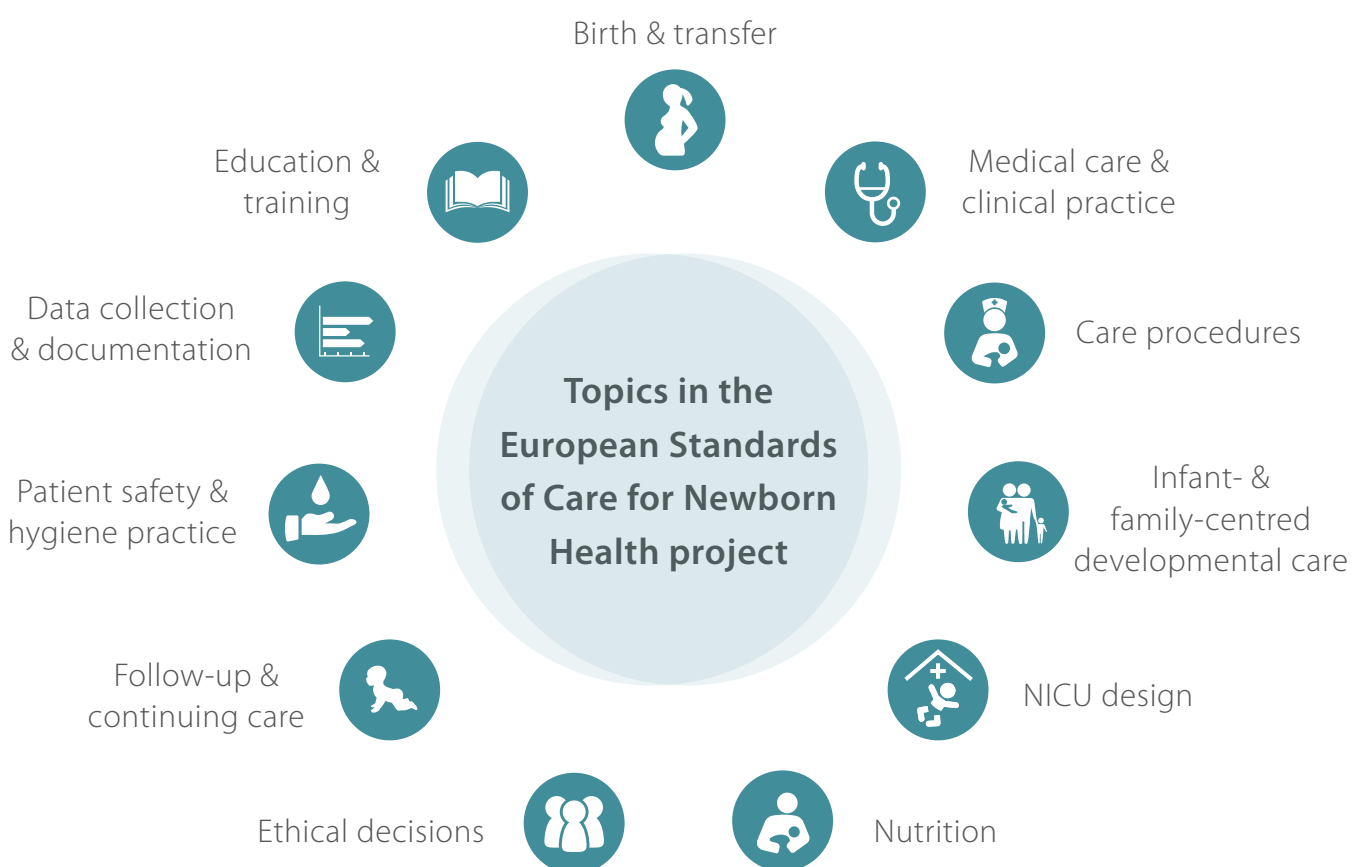 Birth & transfer
Education &
training
Medical care &
clinical practice
Data collection
& documentation
Care procedures
Topics in the
European Standards
of Care for Newborn
Health project
Patient safety &
hygiene practice
Infant- &
family-centred
developmental care
Follow-up &
continuing care
NICU design
Ethical decisions
Nutrition